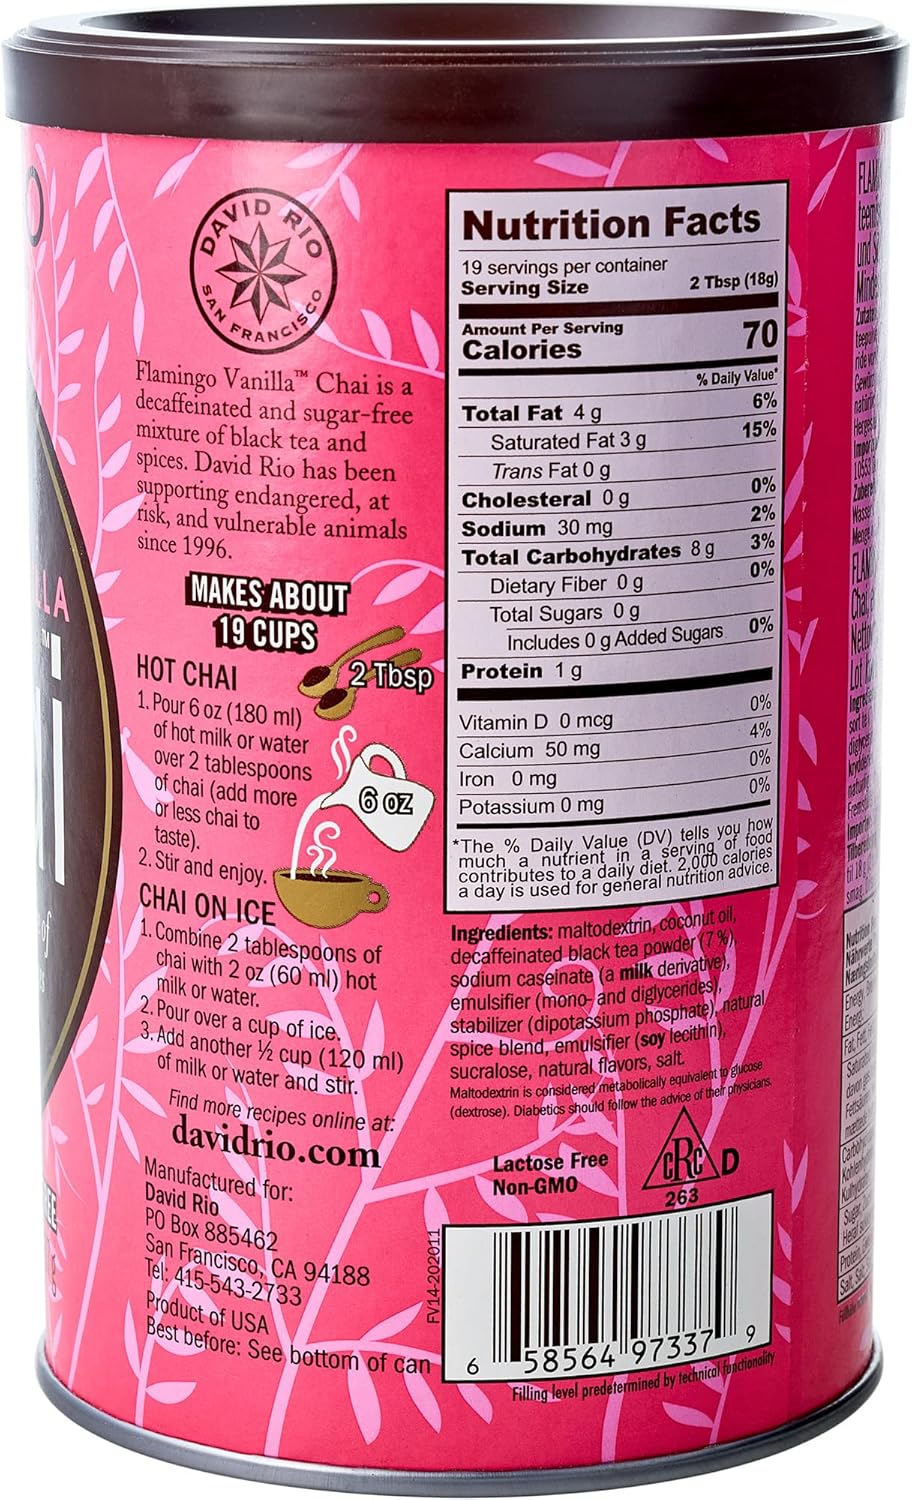 DAVID RIO
SAN FRANCISCO
Flamingo Vanilla™ Chai is a
decaffeinated and sugar-free
mixture of black tea and
spices. David Rio has been
supporting endangered, at
risk, and vulnerable animals
since 1996.
MAKES ABOUT
19 CUPS
2 Tbsp
HOT CHAI
1. Pour 6 oz (180 ml)
of hot milk or water
over 2 tablespoons
of chai (add more
or less chai to
taste).
2. Stir and enjoy.
6 oz
CHAI ON ICE
1. Combine 2 tablespoons of
chai with 2 oz (60 ml) hot
milk or water.
2. Pour over a cup of ice.
3. Add another ½ cup (120 ml)
of milk or water and stir.
Find more recipes online at:
davidrio.com
Manufactured for:
David Rio
PO Box 885462
San Francisco, CA 94188
Tel: 415-543-2733
Product of USA
Best before: See bottom of can
Nutrition Facts
19 servings per container
Serving Size 2 Tbsp (18g)
Amount Per Serving
Calories 70
% Daily Value*
Total Fat 4 g 6%
Saturated Fat 3 g 15%
Trans Fat 0 g
Cholesteral 0 g 0%
Sodium 30 mg 2%
Total Carbohydrates 8 g 3%
Dietary Fiber 0 g 0%
Total Sugars 0 g
Includes 0 g Added Sugars 0%
Protein 1 g
Vitamin D 0 mcg 0%
Calcium 50 mg 4%
Iron 0 mg 0%
Potassium 0 mg 0%
*The % Daily Value (DV) tells you how
much a nutrient in a serving of food
contributes to a daily diet. 2,000 calories
a day is used for general nutrition advice.
Ingredients: maltodextrin, coconut oil,
decaffeinated black tea powder (7 %),
sodium caseinate (a milk derivative),
emulsifier (mono- and diglycerides),
stabilizer (dipotassium phosphate), natural
spice blend, emulsifier (soy lecithin),
sucralose, natural flavors, salt.
Maltodextrin is considered metabolically equivalent to glucose
(dextrose). Diabetics should follow the advice of their physicians.
Lactose Free
Non-GMO
CRC D
263
FV14-202011
6 58564 97337 9
Filling level predetermined by technical functionality